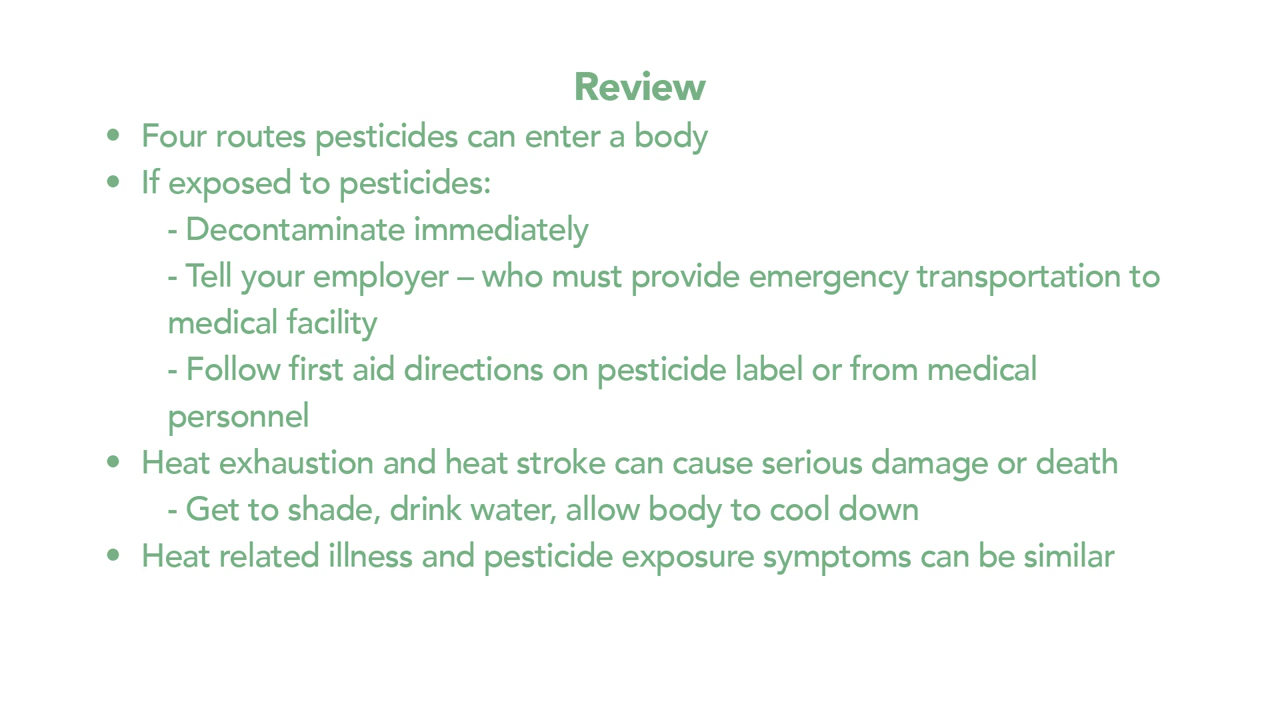 Review
• Four routes pesticides can enter a body
• If exposed to pesticides:
- Decontaminate immediately
- Tell your employer – who must provide emergency transportation to
medical facility
- Follow first aid directions on pesticide label or from medical
personnel
• Heat exhaustion and heat stroke can cause serious damage or death
- Get to shade, drink water, allow body to cool down
• Heat related illness and pesticide exposure symptoms can be similar